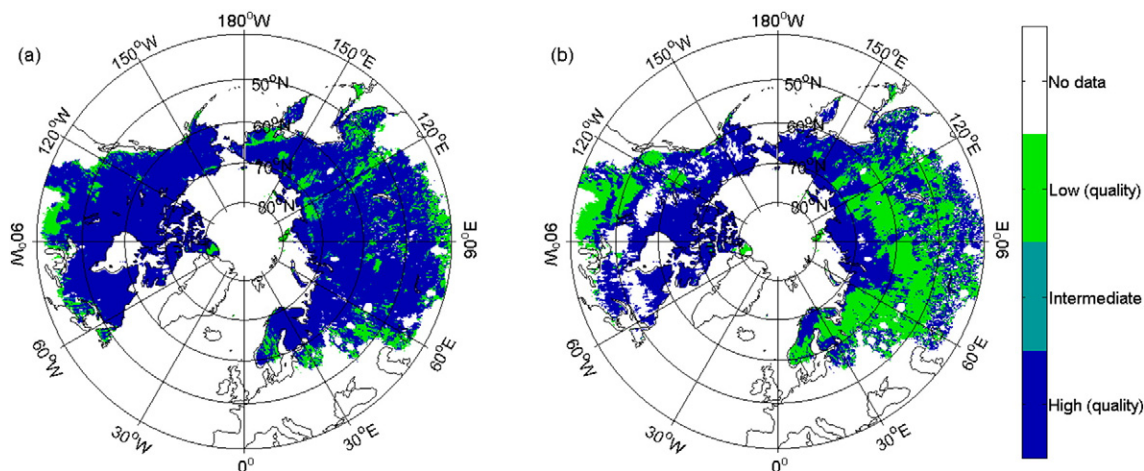 (a)
180°W
150°W
150°E
120°W
120°E
90°W
90°E
60°W
60°E
30°W
30°E
0°
50°N
60°N
70°N
80°N
(b)
180°W
150°W
150°E
120°W
120°E
90°W
90°E
60°W
60°E
30°W
30°E
0°
50°N
60°N
70°N
80°N
No data
Low (quality)
Intermediate
High (quality)